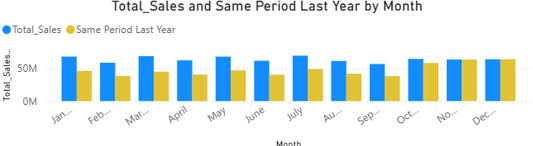 Total_Sales and Same Period Last Year by Month
Total_Sales Same Period Last Year
Total_Sales...
50M
0M
Jan... Feb... Mar... April May June July Au... Sep... Oct... No... Dec...
Month